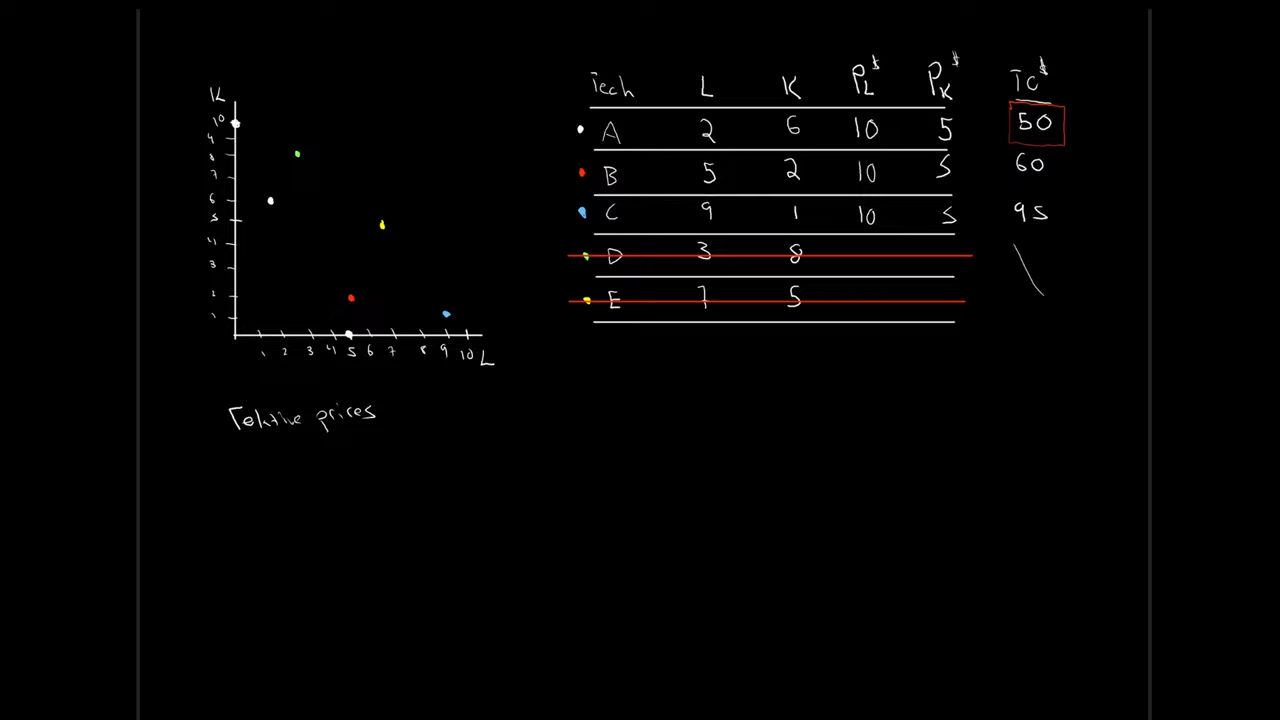 Tech L K PL$ PK$ TC$
A 2 6 10 5 50
B 5 2 10 5 60
C 9 1 10 5 95
D 3 8
E 7 5
K
10
9
8
7
6
5
4
3
2
1
1 2 3 4 5 6 7 8 9 10 L
relative prices